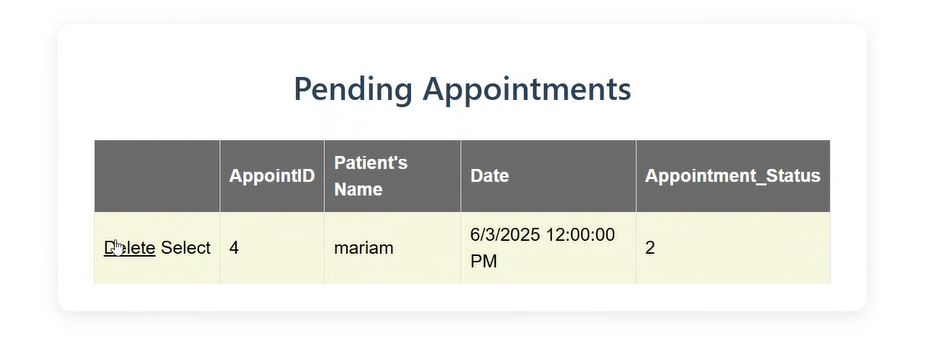 Pending Appointments
AppointID Patient's Name Date Appointment_Status
Delete Select 4 mariam 6/3/2025 12:00:00 PM 2